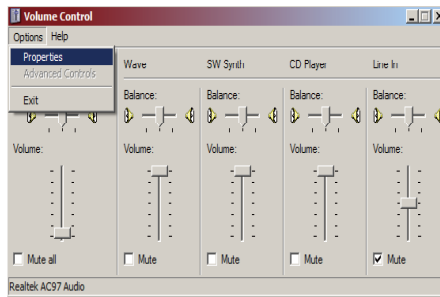 Volume Control
Options Help
Properties
Advanced Controls
Exit
Wave SW Synth CD Player Line In
Balance: Balance: Balance: Balance:
Volume: Volume: Volume: Volume: Volume:
Mute all Mute Mute Mute Mute
Realtek AC97 Audio